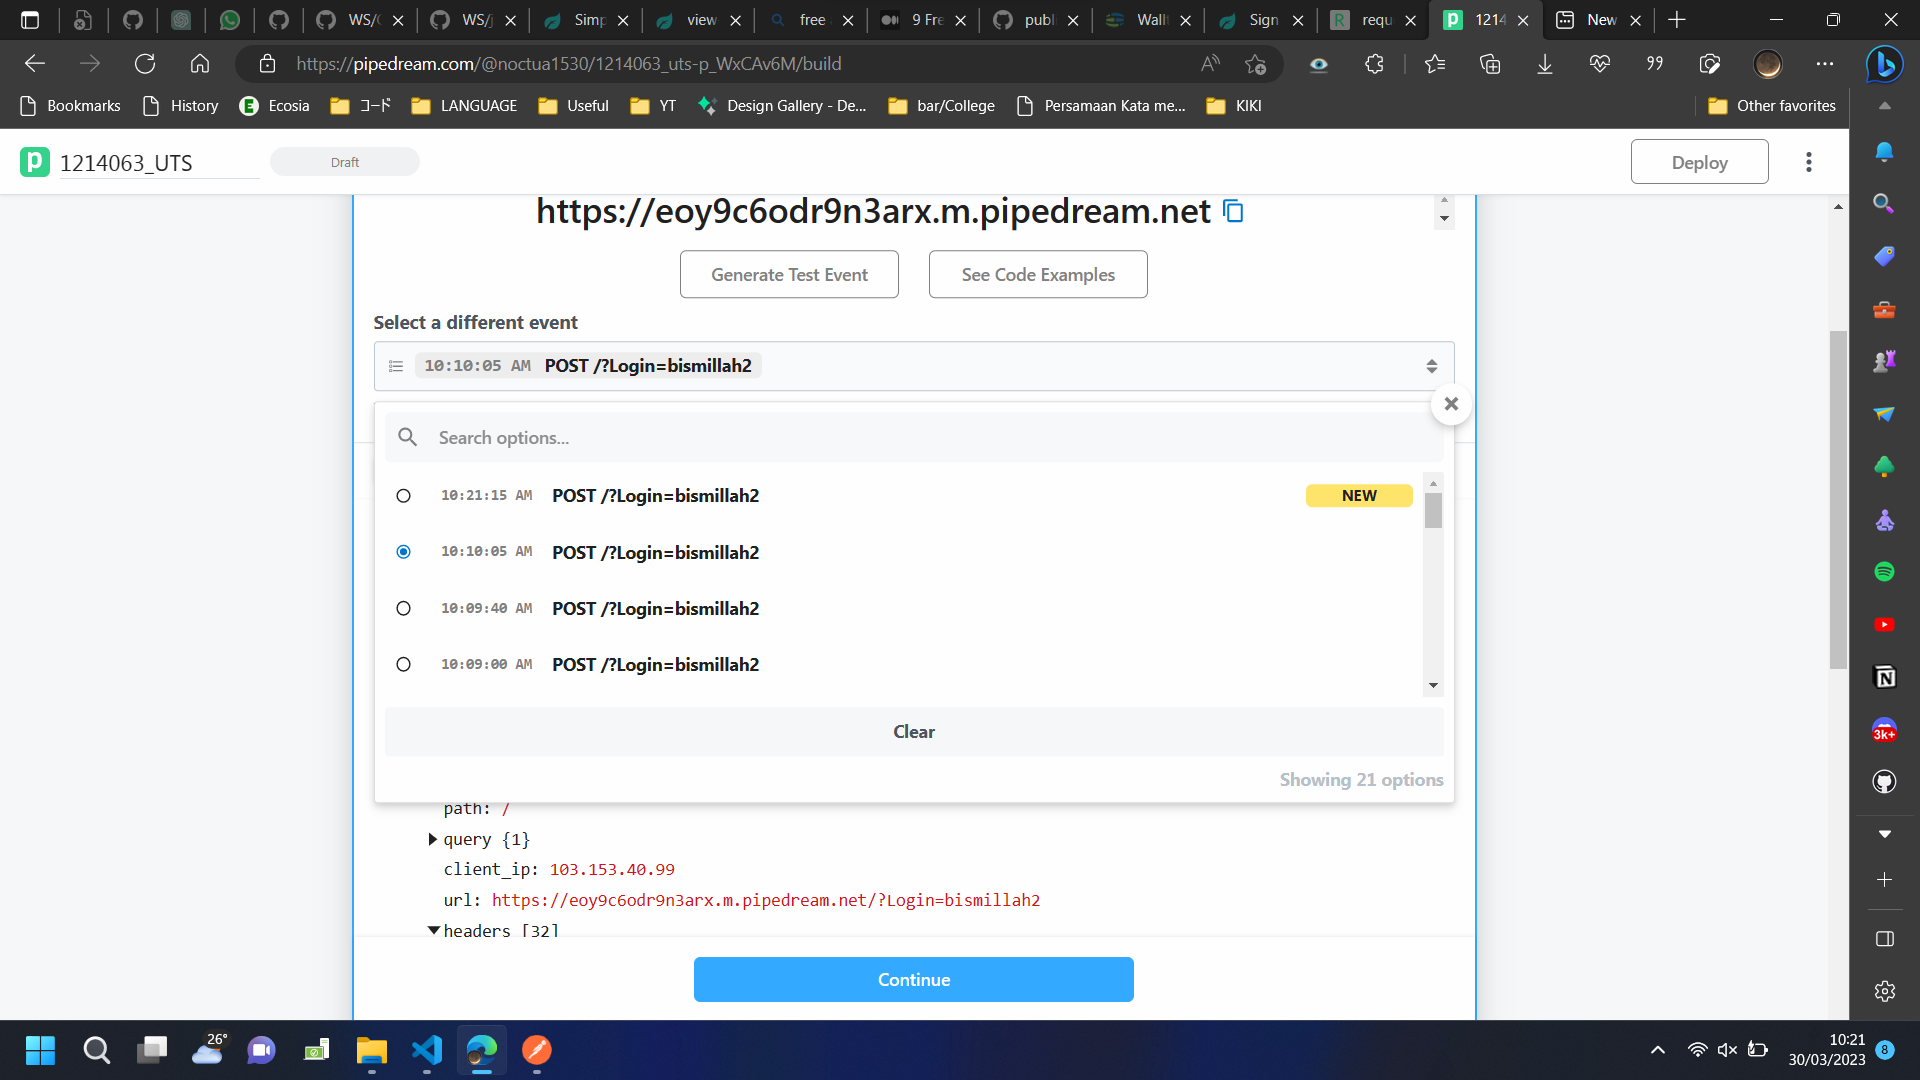 WS/(
WS/j
Simp
view
free
9 Fre
publ
Wallf
Sign
requ
1214
New
https://pipedream.com/@noctua1530/1214063_uts-p_WxCAv6M/build
Bookmarks
History
Ecosia
コード
LANGUAGE
Useful
YT
Design Gallery - De...
bar/College
Persamaan Kata me...
KIKI
Other favorites
1214063_UTS
Draft
Deploy
https://eoy9c6odr9n3arx.m.pipedream.net
Generate Test Event
See Code Examples
Select a different event
10:10:05 AM POST /?Login=bismillah2
Search options...
10:21:15 AM POST /?Login=bismillah2 NEW
10:10:05 AM POST /?Login=bismillah2
10:09:40 AM POST /?Login=bismillah2
10:09:00 AM POST /?Login=bismillah2
Clear
Showing 21 options
path: /
query {1}
client_ip: 103.153.40.99
url: https://eoy9c6odr9n3arx.m.pipedream.net/?Login=bismillah2
headers [32]
Continue
3K+
26°
10:21
30/03/2023
8